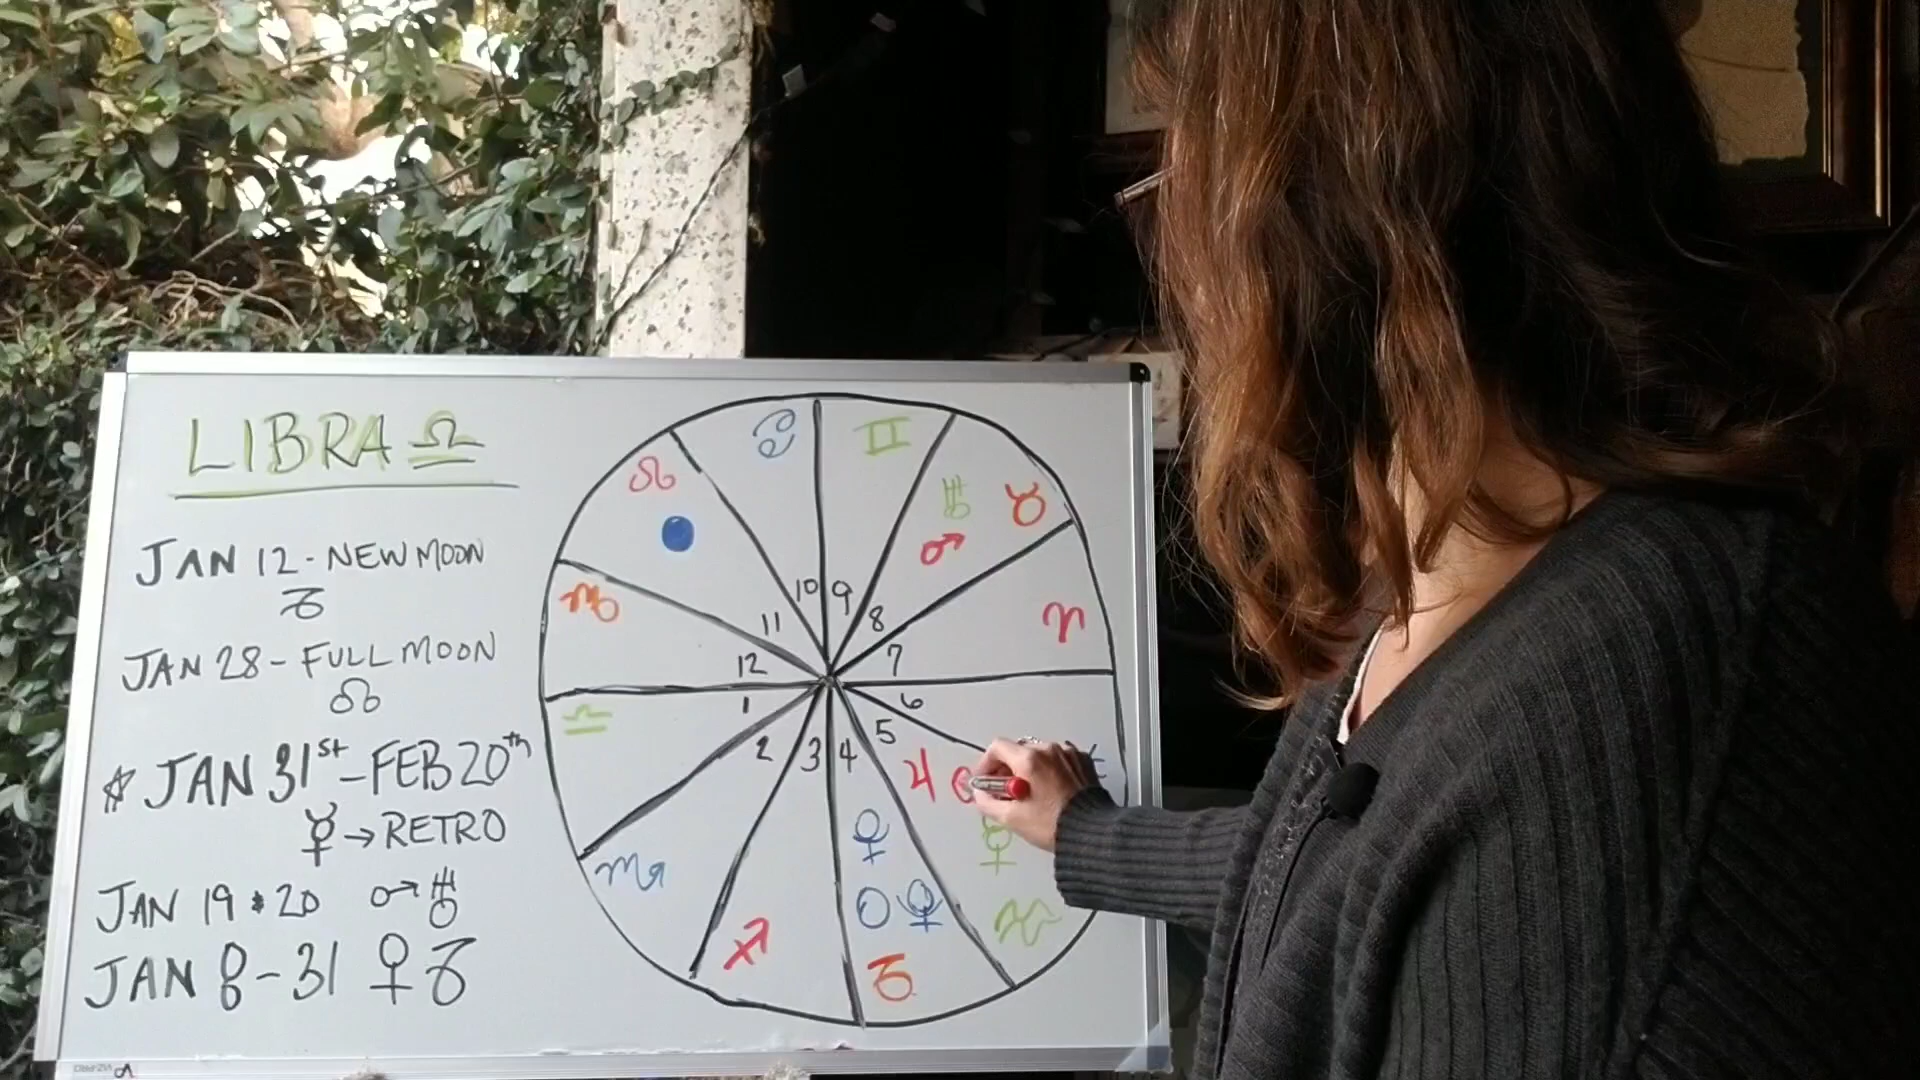 LIBRA ♎
JAN 12 - NEW MOON
♑
JAN 28 - FULL MOON
♌
☆ JAN 31st - FEB 20th
☿ → RETRO
JAN 19 & 20 ♂ ♅
JAN 8 - 31 ♀ ♑
♋ ♊
♌ ♅ ♉
♂
10 9
♍ 11 8 ♈
12 7
♎ 1 6
2 3 4 5
♃
♀ ☿
♏
♐ ♒
♑